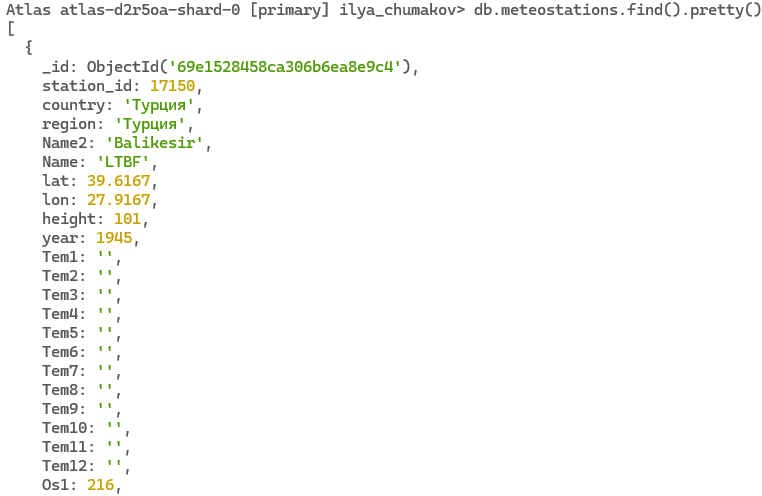 Atlas atlas-d2r5oa-shard-0 [primary] ilya_chumakov> db.meteostations.find().pretty()
[
  {
    _id: ObjectId('69e1528458ca306b6ea8e9c4'),
    station_id: 17150,
    country: 'Турция',
    region: 'Турция',
    Name2: 'Balikesir',
    Name: 'LTBF',
    lat: 39.6167,
    lon: 27.9167,
    height: 101,
    year: 1945,
    Tem1: '',
    Tem2: '',
    Tem3: '',
    Tem4: '',
    Tem5: '',
    Tem6: '',
    Tem7: '',
    Tem8: '',
    Tem9: '',
    Tem10: '',
    Tem11: '',
    Tem12: '',
    Os1: 216,